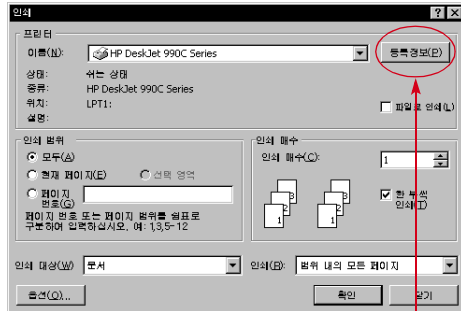 인쇄
프린터
이름(N): HP DeskJet 990C Series 등록정보(P)
상태: 쉬는 상태
종류: HP DeskJet 990C Series
위치: LPT1:
설명:
파일로 인쇄(L)
인쇄 범위
모두(A)
현재 페이지(E) 선택 영역
페이지 번호(G)
페이지 번호 또는 페이지 범위를 쉼표로
구분하여 입력하십시오. 예: 1,3,5-12
인쇄 매수
인쇄 매수(C): 1
한 부씩 인쇄(T)
1 2 3 1 2 3
인쇄 대상(W) 문서
인쇄(R): 범위 내의 모든 페이지
옵션(O)... 확인 닫기